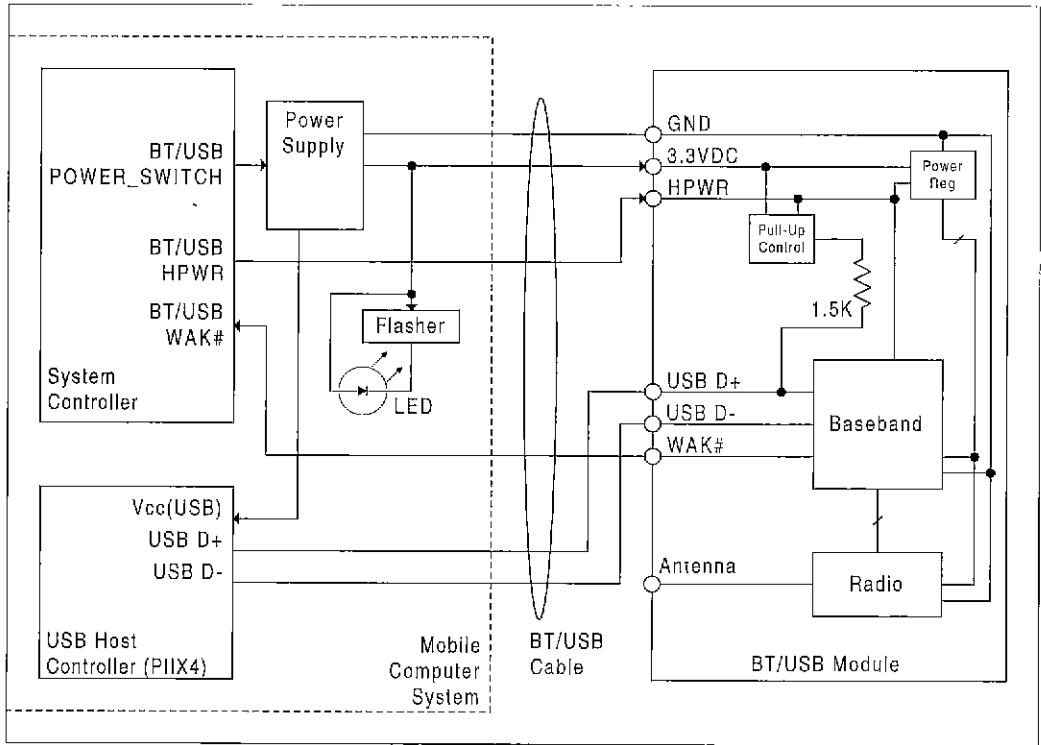 BT/USB
POWER_SWITCH
BT/USB
HPWR
BT/USB
WAK#
System
Controller
Power
Supply
Flasher
LED
Vcc(USB)
USB D+
USB D-
USB Host
Controller (PIIX4)
Mobile
Computer
System
BT/USB
Cable
GND
3.3VDC
HPWR
Power
Reg
Pull-Up
Control
1.5K
USB D+
USB D-
WAK#
Baseband
Antenna
Radio
BT/USB Module